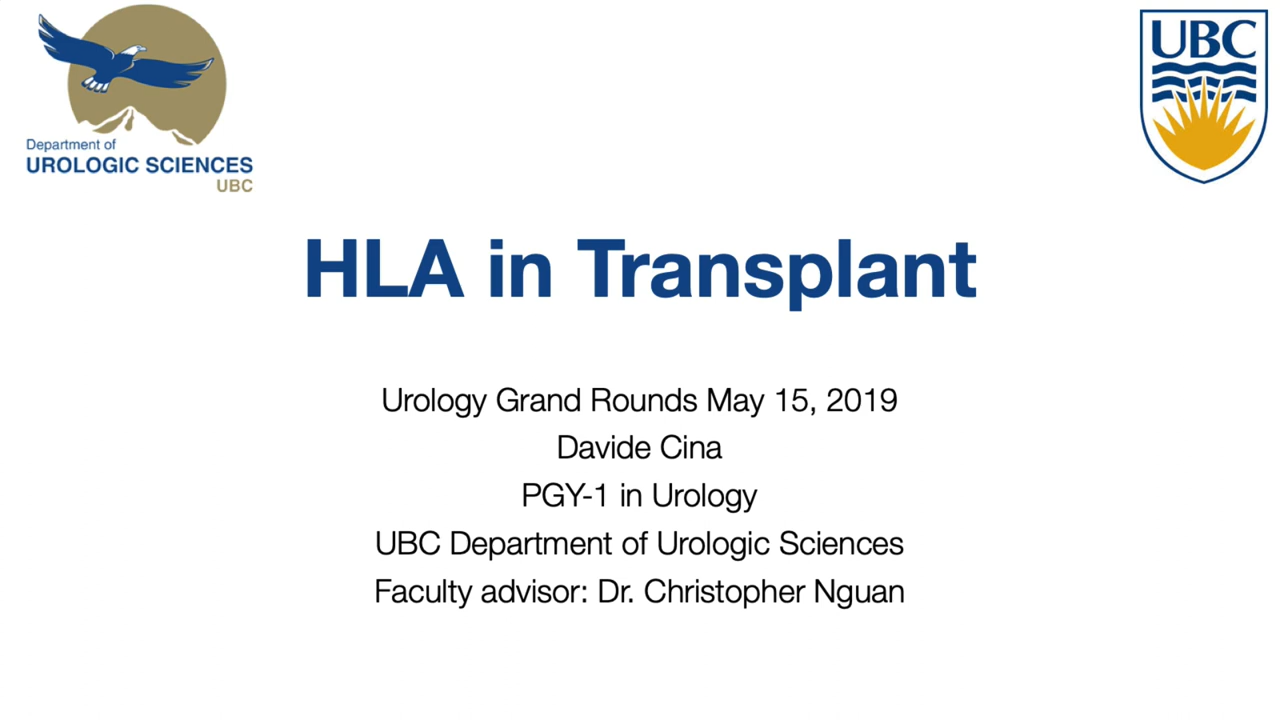 Department of
UROLOGIC SCIENCES
UBC
UBC
HLA in Transplant
Urology Grand Rounds May 15, 2019
Davide Cina
PGY-1 in Urology
UBC Department of Urologic Sciences
Faculty advisor: Dr. Christopher Nguan